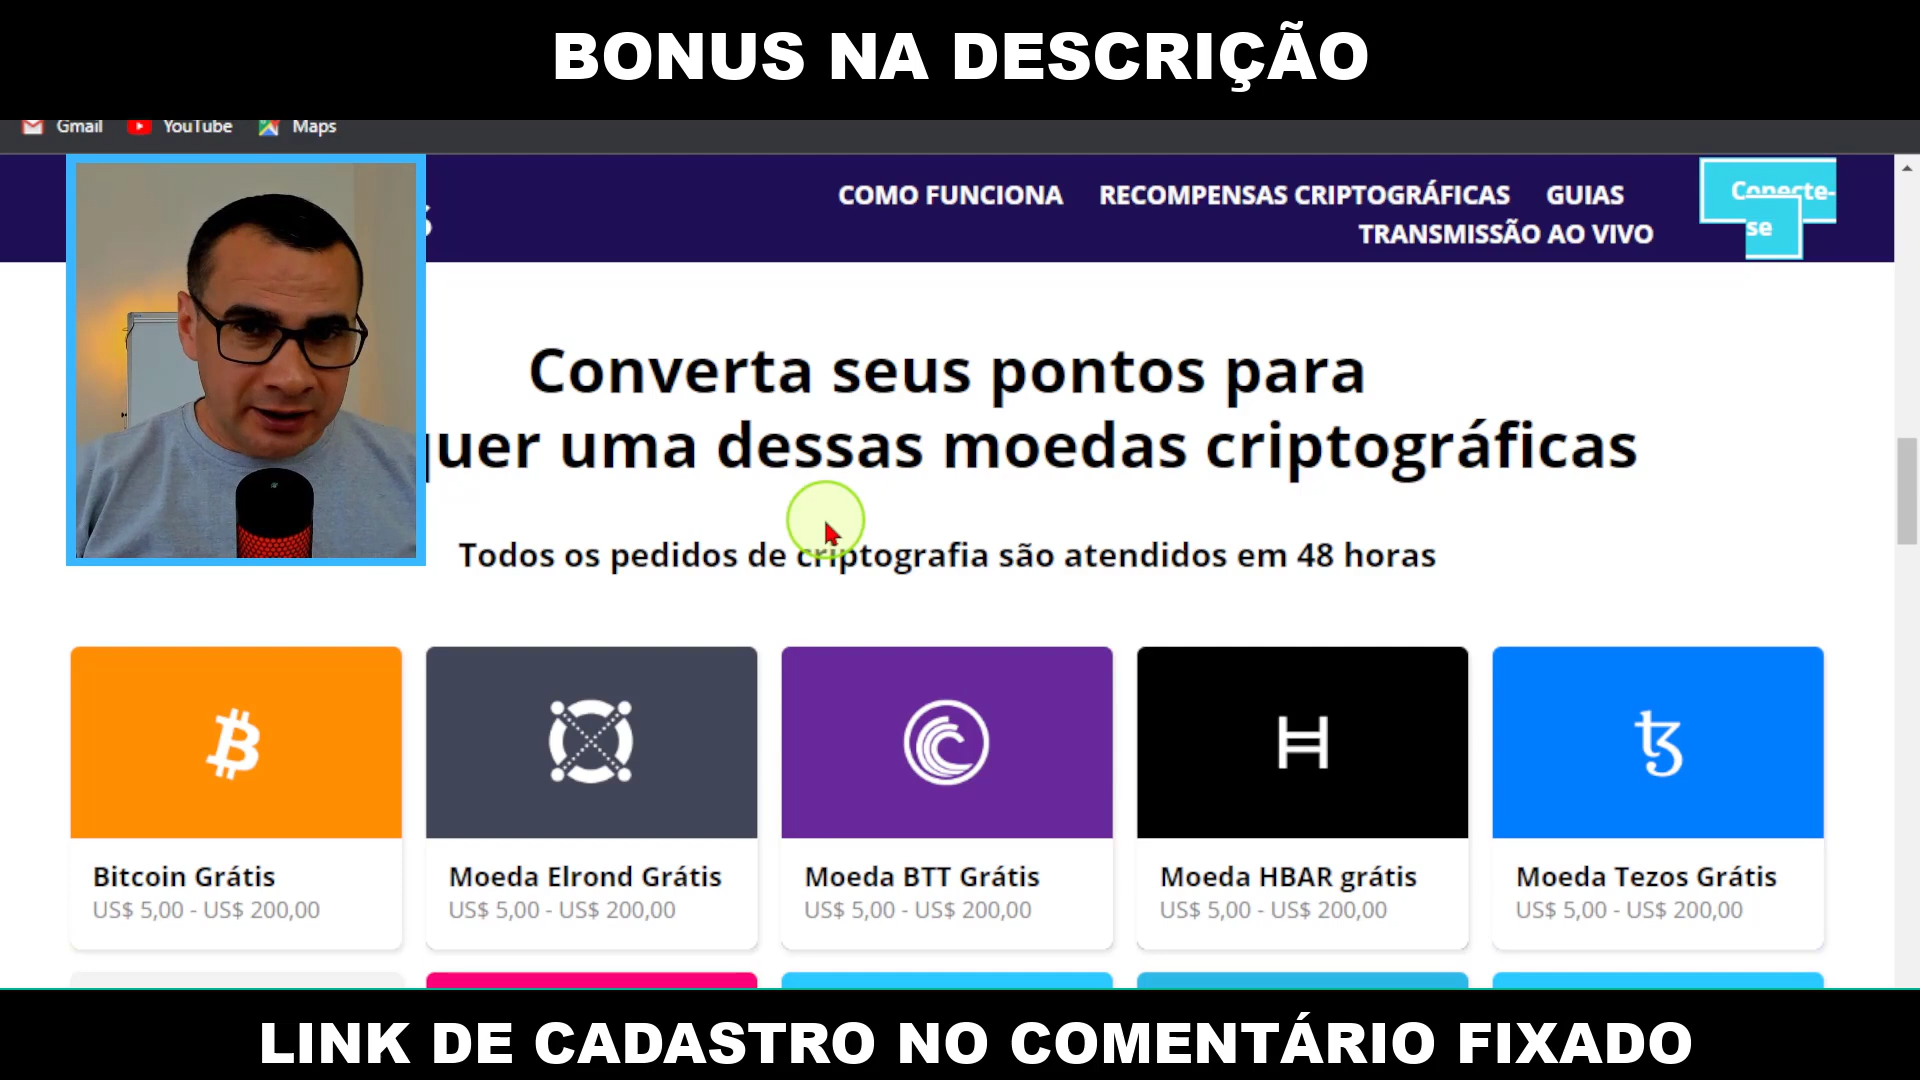 BONUS NA DESCRIÇÃO
Gmail YouTube Maps
COMO FUNCIONA RECOMPENSAS CRIPTOGRÁFICAS GUIAS
TRANSMISSÃO AO VIVO
Conecte-
se
Converta seus pontos para
uma dessas moedas criptográficas
Todos os pedidos de criptografia são atendidos em 48 horas
Bitcoin Grátis
US$ 5,00 - US$ 200,00
Moeda Elrond Grátis
US$ 5,00 - US$ 200,00
Moeda BTT Grátis
US$ 5,00 - US$ 200,00
Moeda HBAR grátis
US$ 5,00 - US$ 200,00
Moeda Tezos Grátis
US$ 5,00 - US$ 200,00
LINK DE CADASTRO NO COMENTÁRIO FIXADO